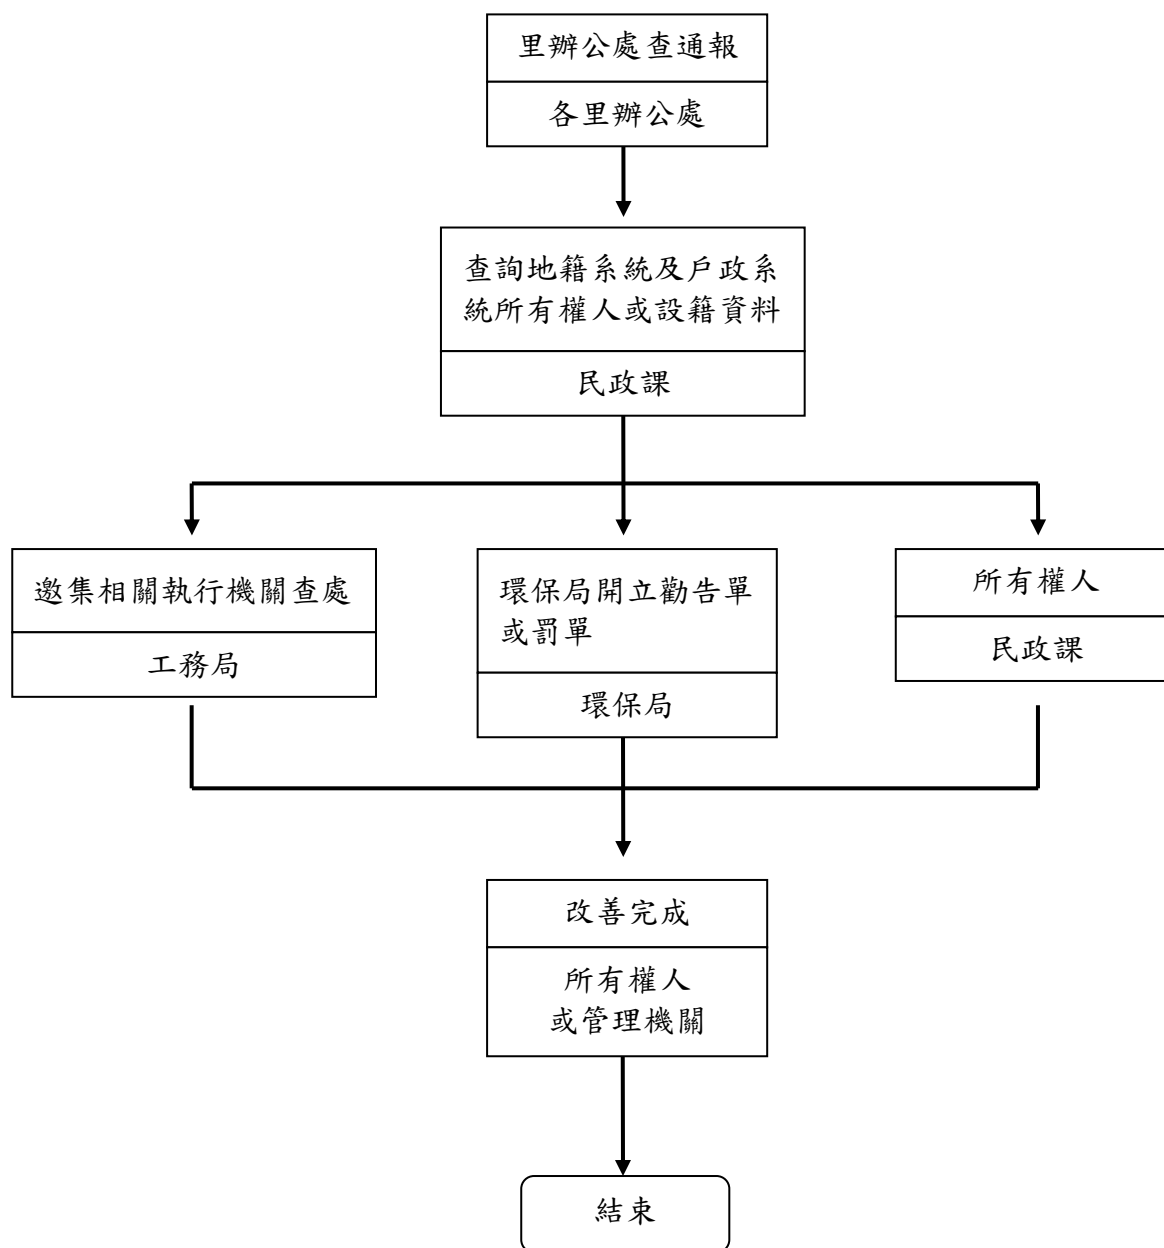 里辦公處查通報
各里辦公處
查詢地籍系統及戶政系
統所有權人或設籍資料
民政課
邀集相關執行機關查處
工務局
環保局開立勸告單
或罰單
環保局
所有權人
民政課
改善完成
所有權人
或管理機關
結束